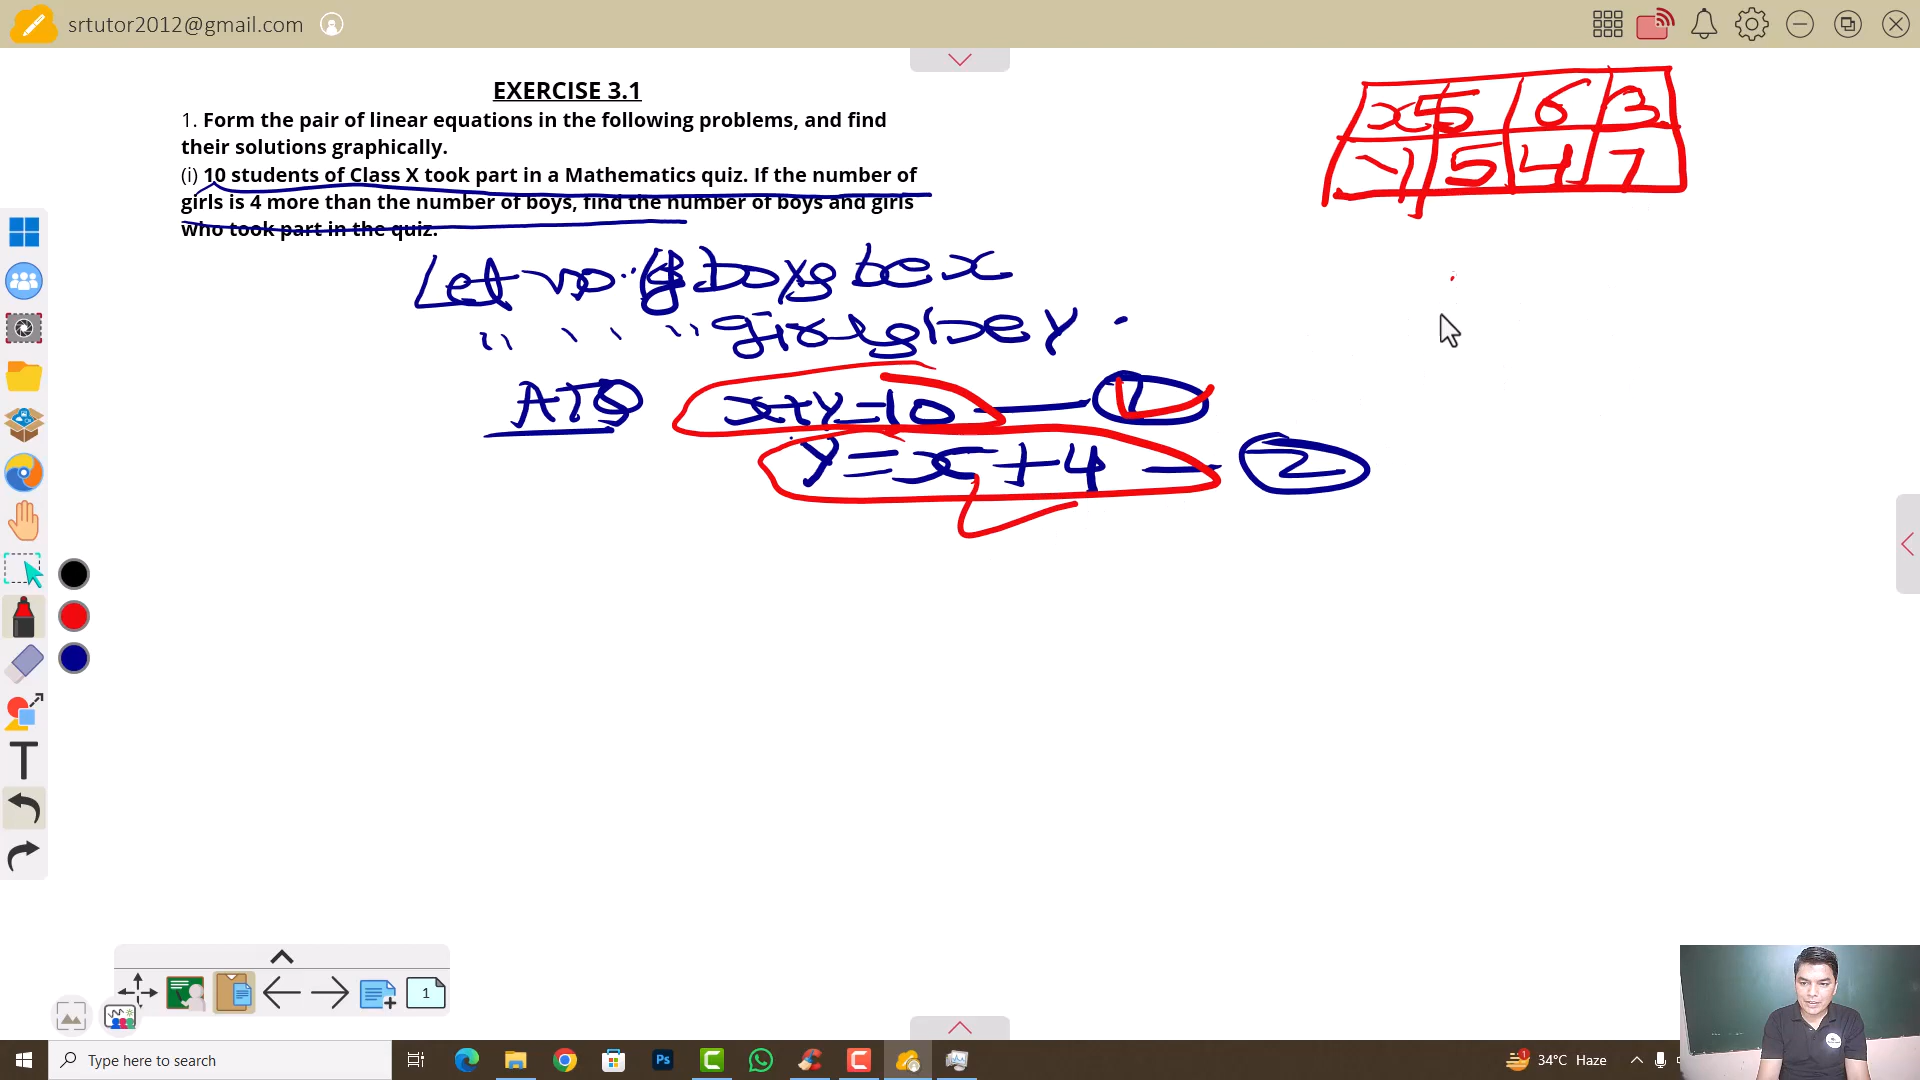 srtutor2012@gmail.com
EXERCISE 3.1
1. Form the pair of linear equations in the following problems, and find
their solutions graphically.
(i) 10 students of Class X took part in a Mathematics quiz. If the number of
girls is 4 more than the number of boys, find the number of boys and girls
who took part in the quiz.
x 5 6 3
y 5 4 7
Let no. of boys be x
" " " " girls be y .
ATQ x+y=10 — 1
y=x+4 — 2
T
1
Type here to search
Ps
1
34°C Haze